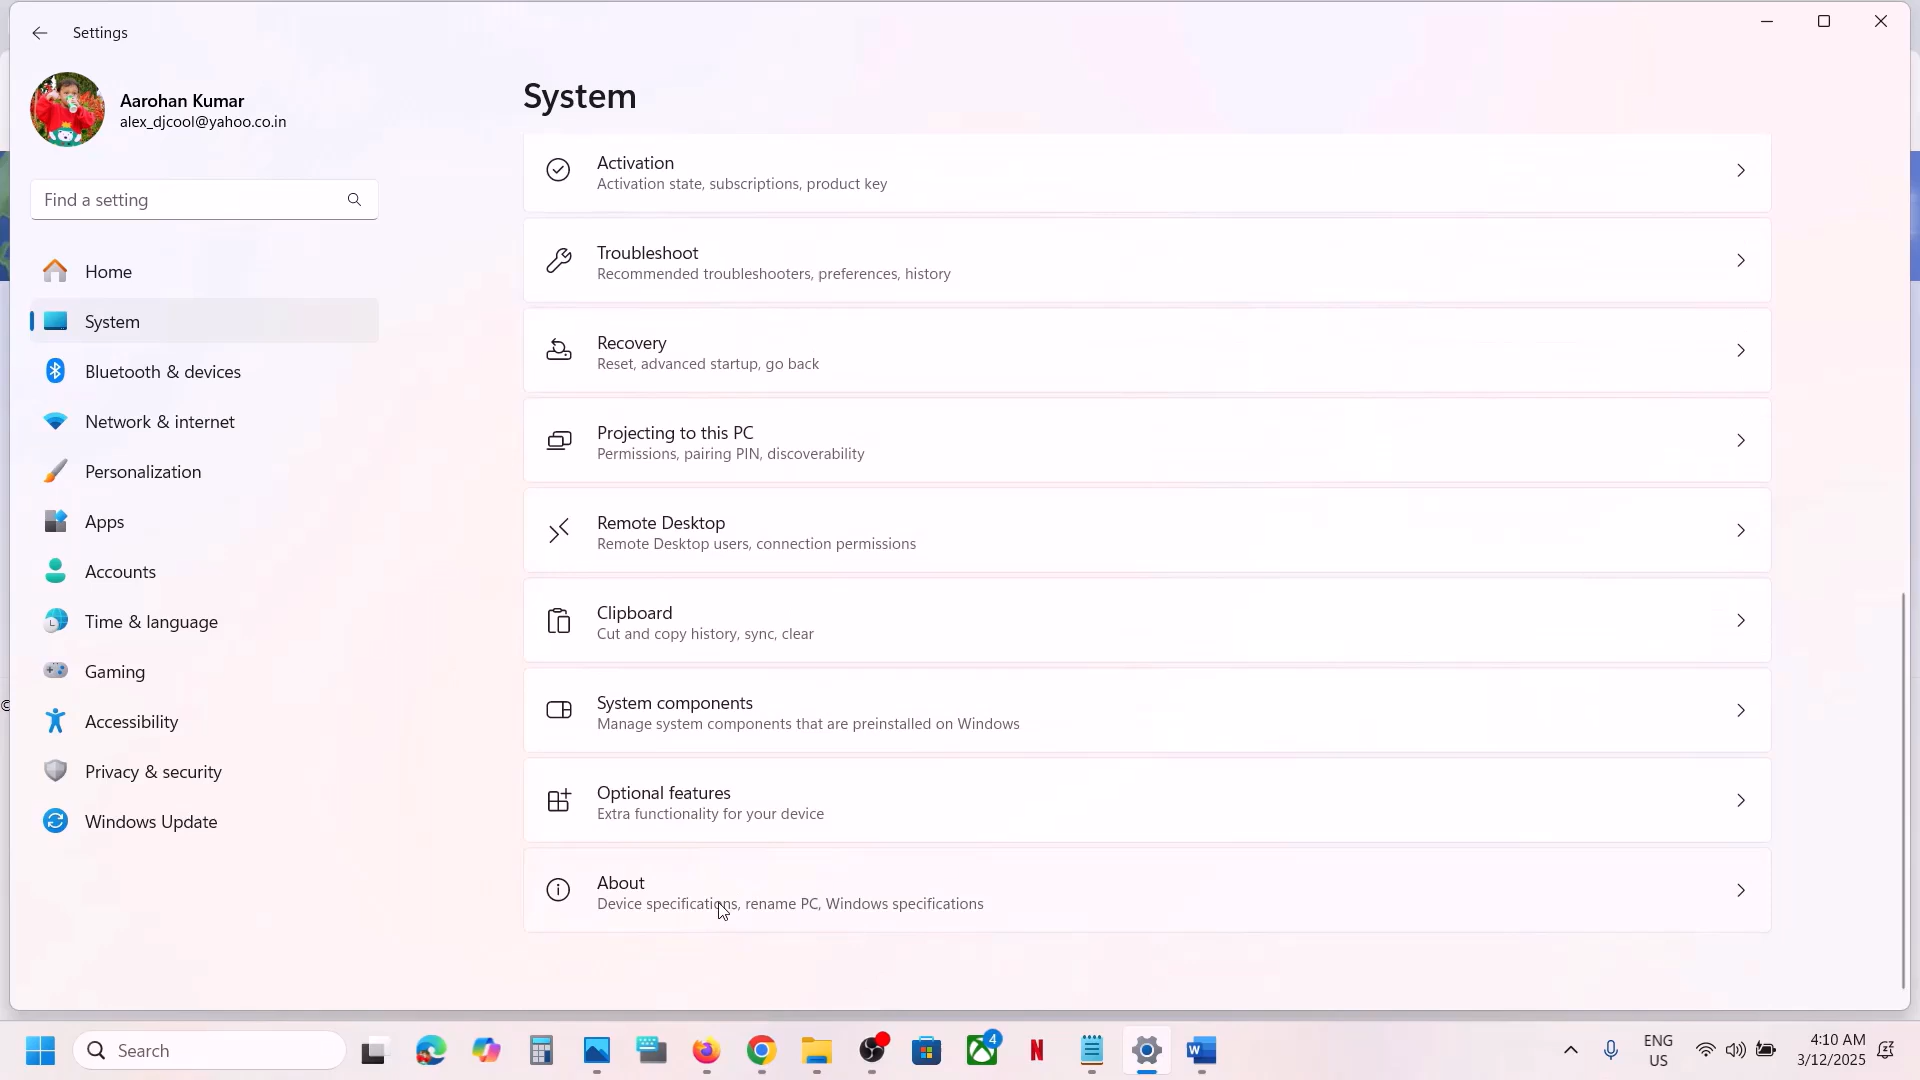 Settings
Aarohan Kumar
alex_djcool@yahoo.co.in
Find a setting
Home
System
Bluetooth & devices
Network & internet
Personalization
Apps
Accounts
Time & language
Gaming
Accessibility
Privacy & security
Windows Update
System
Activation
Activation state, subscriptions, product key
Troubleshoot
Recommended troubleshooters, preferences, history
Recovery
Reset, advanced startup, go back
Projecting to this PC
Permissions, pairing PIN, discoverability
Remote Desktop
Remote Desktop users, connection permissions
Clipboard
Cut and copy history, sync, clear
System components
Manage system components that are preinstalled on Windows
Optional features
Extra functionality for your device
About
Device specifications, rename PC, Windows specifications
©
Search
4
N
W
ENG
US
4:10 AM
3/12/2025